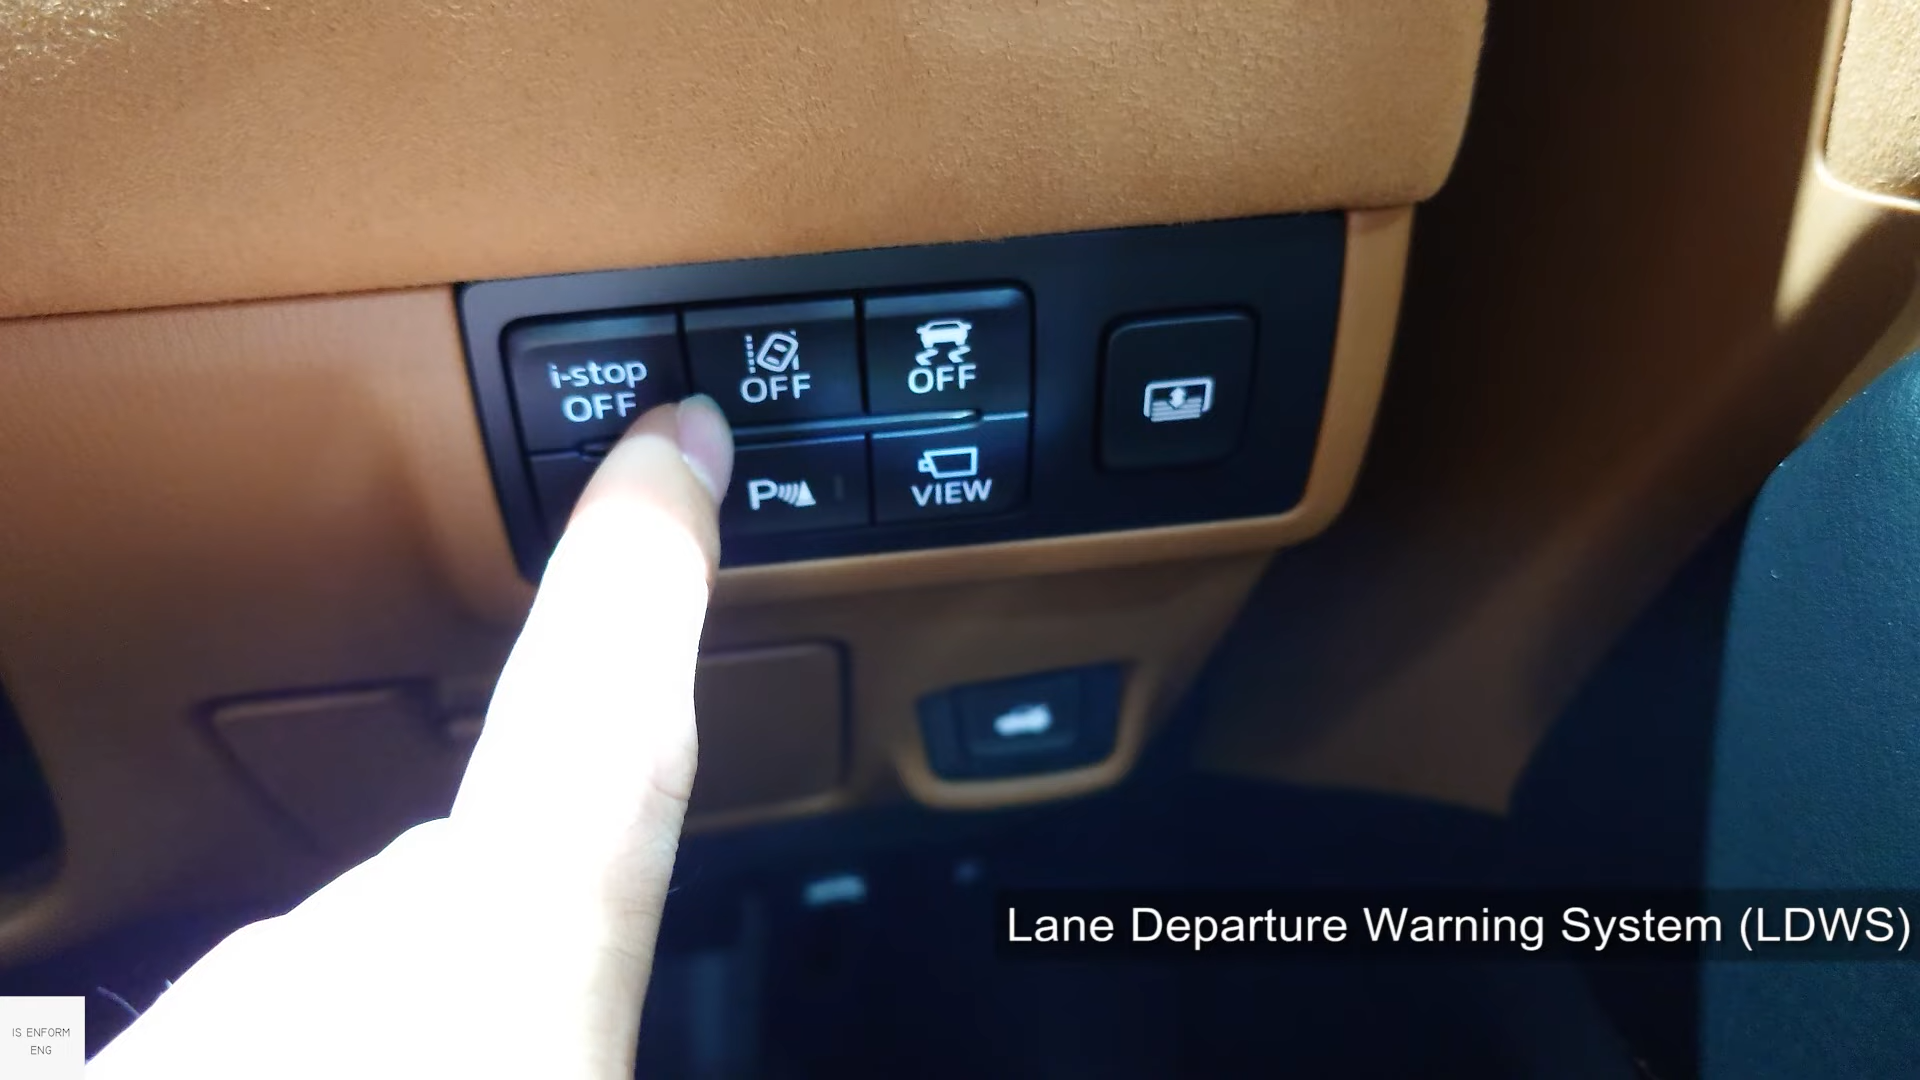 i-stop
OFF
OFF
OFF
P
VIEW
Lane Departure Warning System (LDWS)
IS ENFORM
ENG